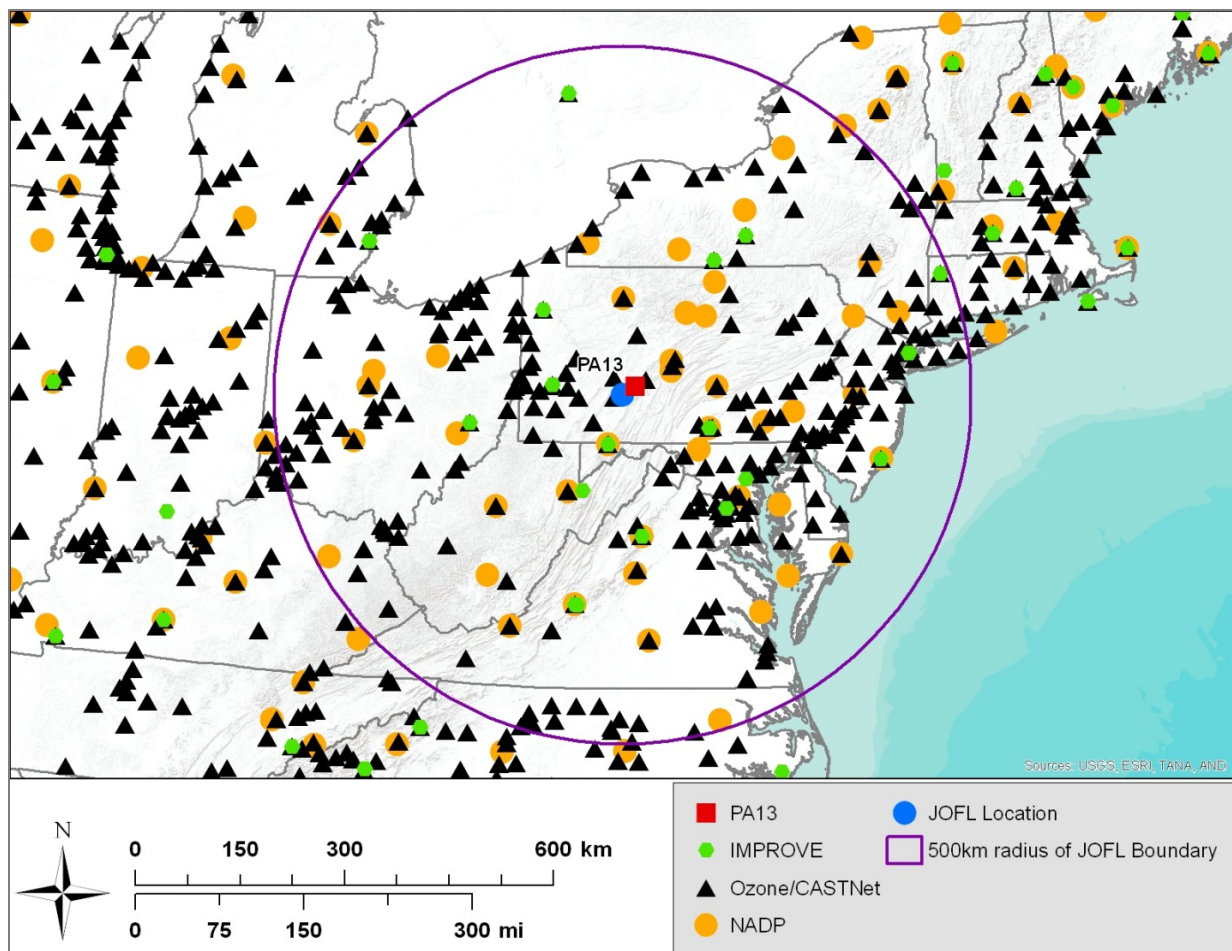 PA13
Sources: USGS, ESRI, TANA, AND
N
0 150 300 600 km
0 75 150 300 mi
PA13
IMPROVE
Ozone/CASTNet
NADP
JOFL Location
500km radius of JOFL Boundary